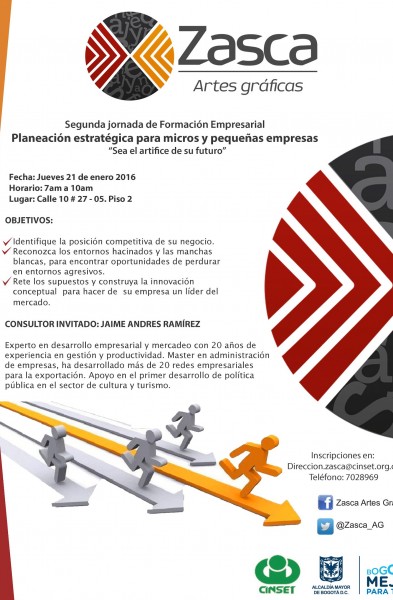 Zasca
Artes gráficas
Segunda jornada de Formación Empresarial
Planeación estratégica para micros y pequeñas empresas
“Sea el artifice de su futuro”
Fecha: Jueves 21 de enero 2016
Horario: 7am a 10am
Lugar: Calle 10 # 27 - 05. Piso 2
OBJETIVOS:
Identifique la posición competitiva de su negocio.
Reconozca los entornos hacinados y las manchas
blancas, para encontrar oportunidades de perdurar
en entornos agresivos.
Rete los supuestos y construya la innovación
conceptual para hacer de su empresa un líder del
mercado.
CONSULTOR INVITADO: JAIME ANDRES RAMÍREZ
Experto en desarrollo empresarial y mercadeo con 20 años de
experiencia en gestión y productividad. Master en administración
de empresas, ha desarrollado más de 20 redes empresariales
para la exportación. Apoyo en el primer desarrollo de política
pública en el sector de cultura y turismo.
Inscripciones en:
Direccion.zasca@cinset.org.c
Teléfono: 7028969
Zasca Artes Gra
@Zasca_AG
CINSET
ALCALDÍA MAYOR
DE BOGOTÁ D.C.
BOGO
MEJ
PARA T